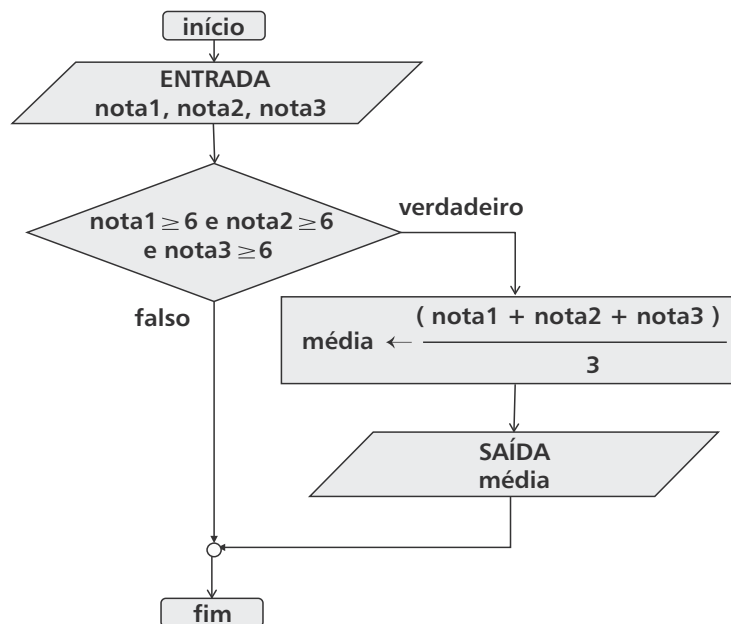 início
ENTRADA
nota1, nota2, nota3
nota1 ≥ 6 e nota2 ≥ 6
e nota3 ≥ 6
verdadeiro
falso
média ← ( nota1 + nota2 + nota3 )
3
SAÍDA
média
fim